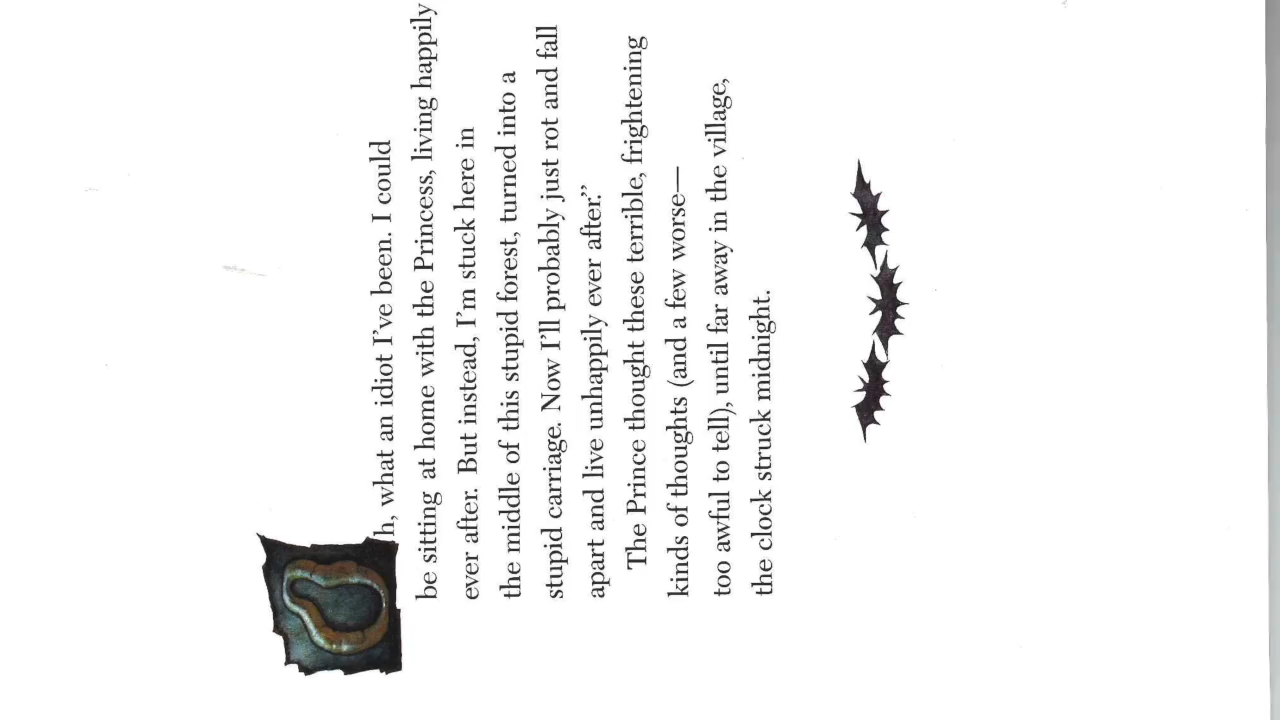 Oh, what an idiot I've been. I could
be sitting at home with the Princess, living happily
ever after. But instead, I'm stuck here in
the middle of this stupid forest, turned into a
stupid carriage. Now I'll probably just rot and fall
apart and live unhappily ever after.”
The Prince thought these terrible, frightening
kinds of thoughts (and a few worse—
too awful to tell), until far away in the village,
the clock struck midnight.